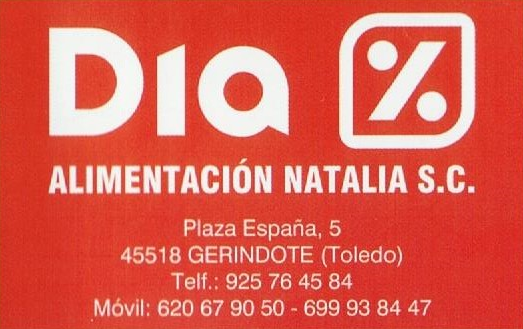 Dia %
ALIMENTACIÓN NATALIA S.C.
Plaza España, 5
45518 GERINDOTE (Toledo)
Telf.: 925 76 45 84
Móvil: 620 67 90 50 - 699 93 84 47